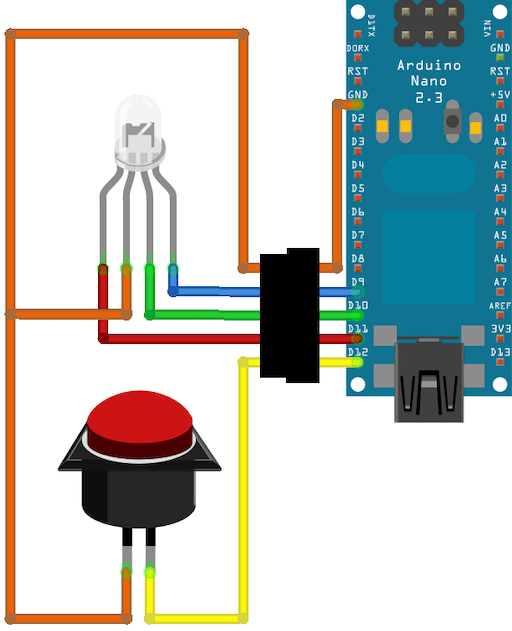 D1TX
VIN
DORX
GND
RST
RST
Arduino
Nano
2.3
GND
+5V
D2
A0
D3
A1
D4
A2
D5
A3
D6
A4
D7
A5
D8
A6
D9
A7
D10
AREF
D11
3V3
D12
D13